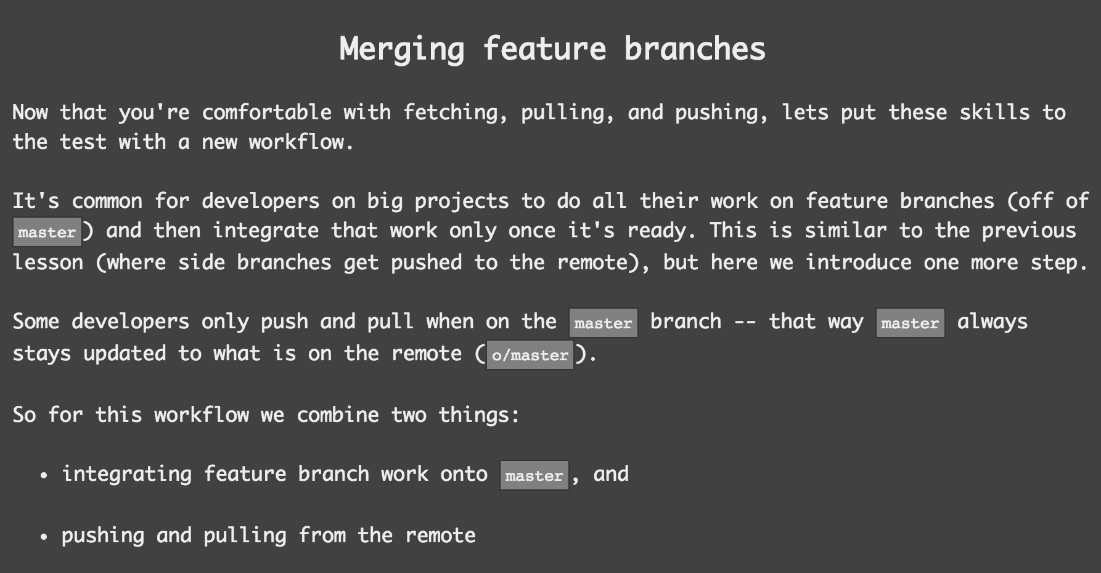 Merging feature branches
Now that you're comfortable with fetching, pulling, and pushing, lets put these skills to
the test with a new workflow.
It's common for developers on big projects to do all their work on feature branches (off of
master) and then integrate that work only once it's ready. This is similar to the previous
lesson (where side branches get pushed to the remote), but here we introduce one more step.
Some developers only push and pull when on the master branch -- that way master always
stays updated to what is on the remote (o/master).
So for this workflow we combine two things:
• integrating feature branch work onto master, and
• pushing and pulling from the remote